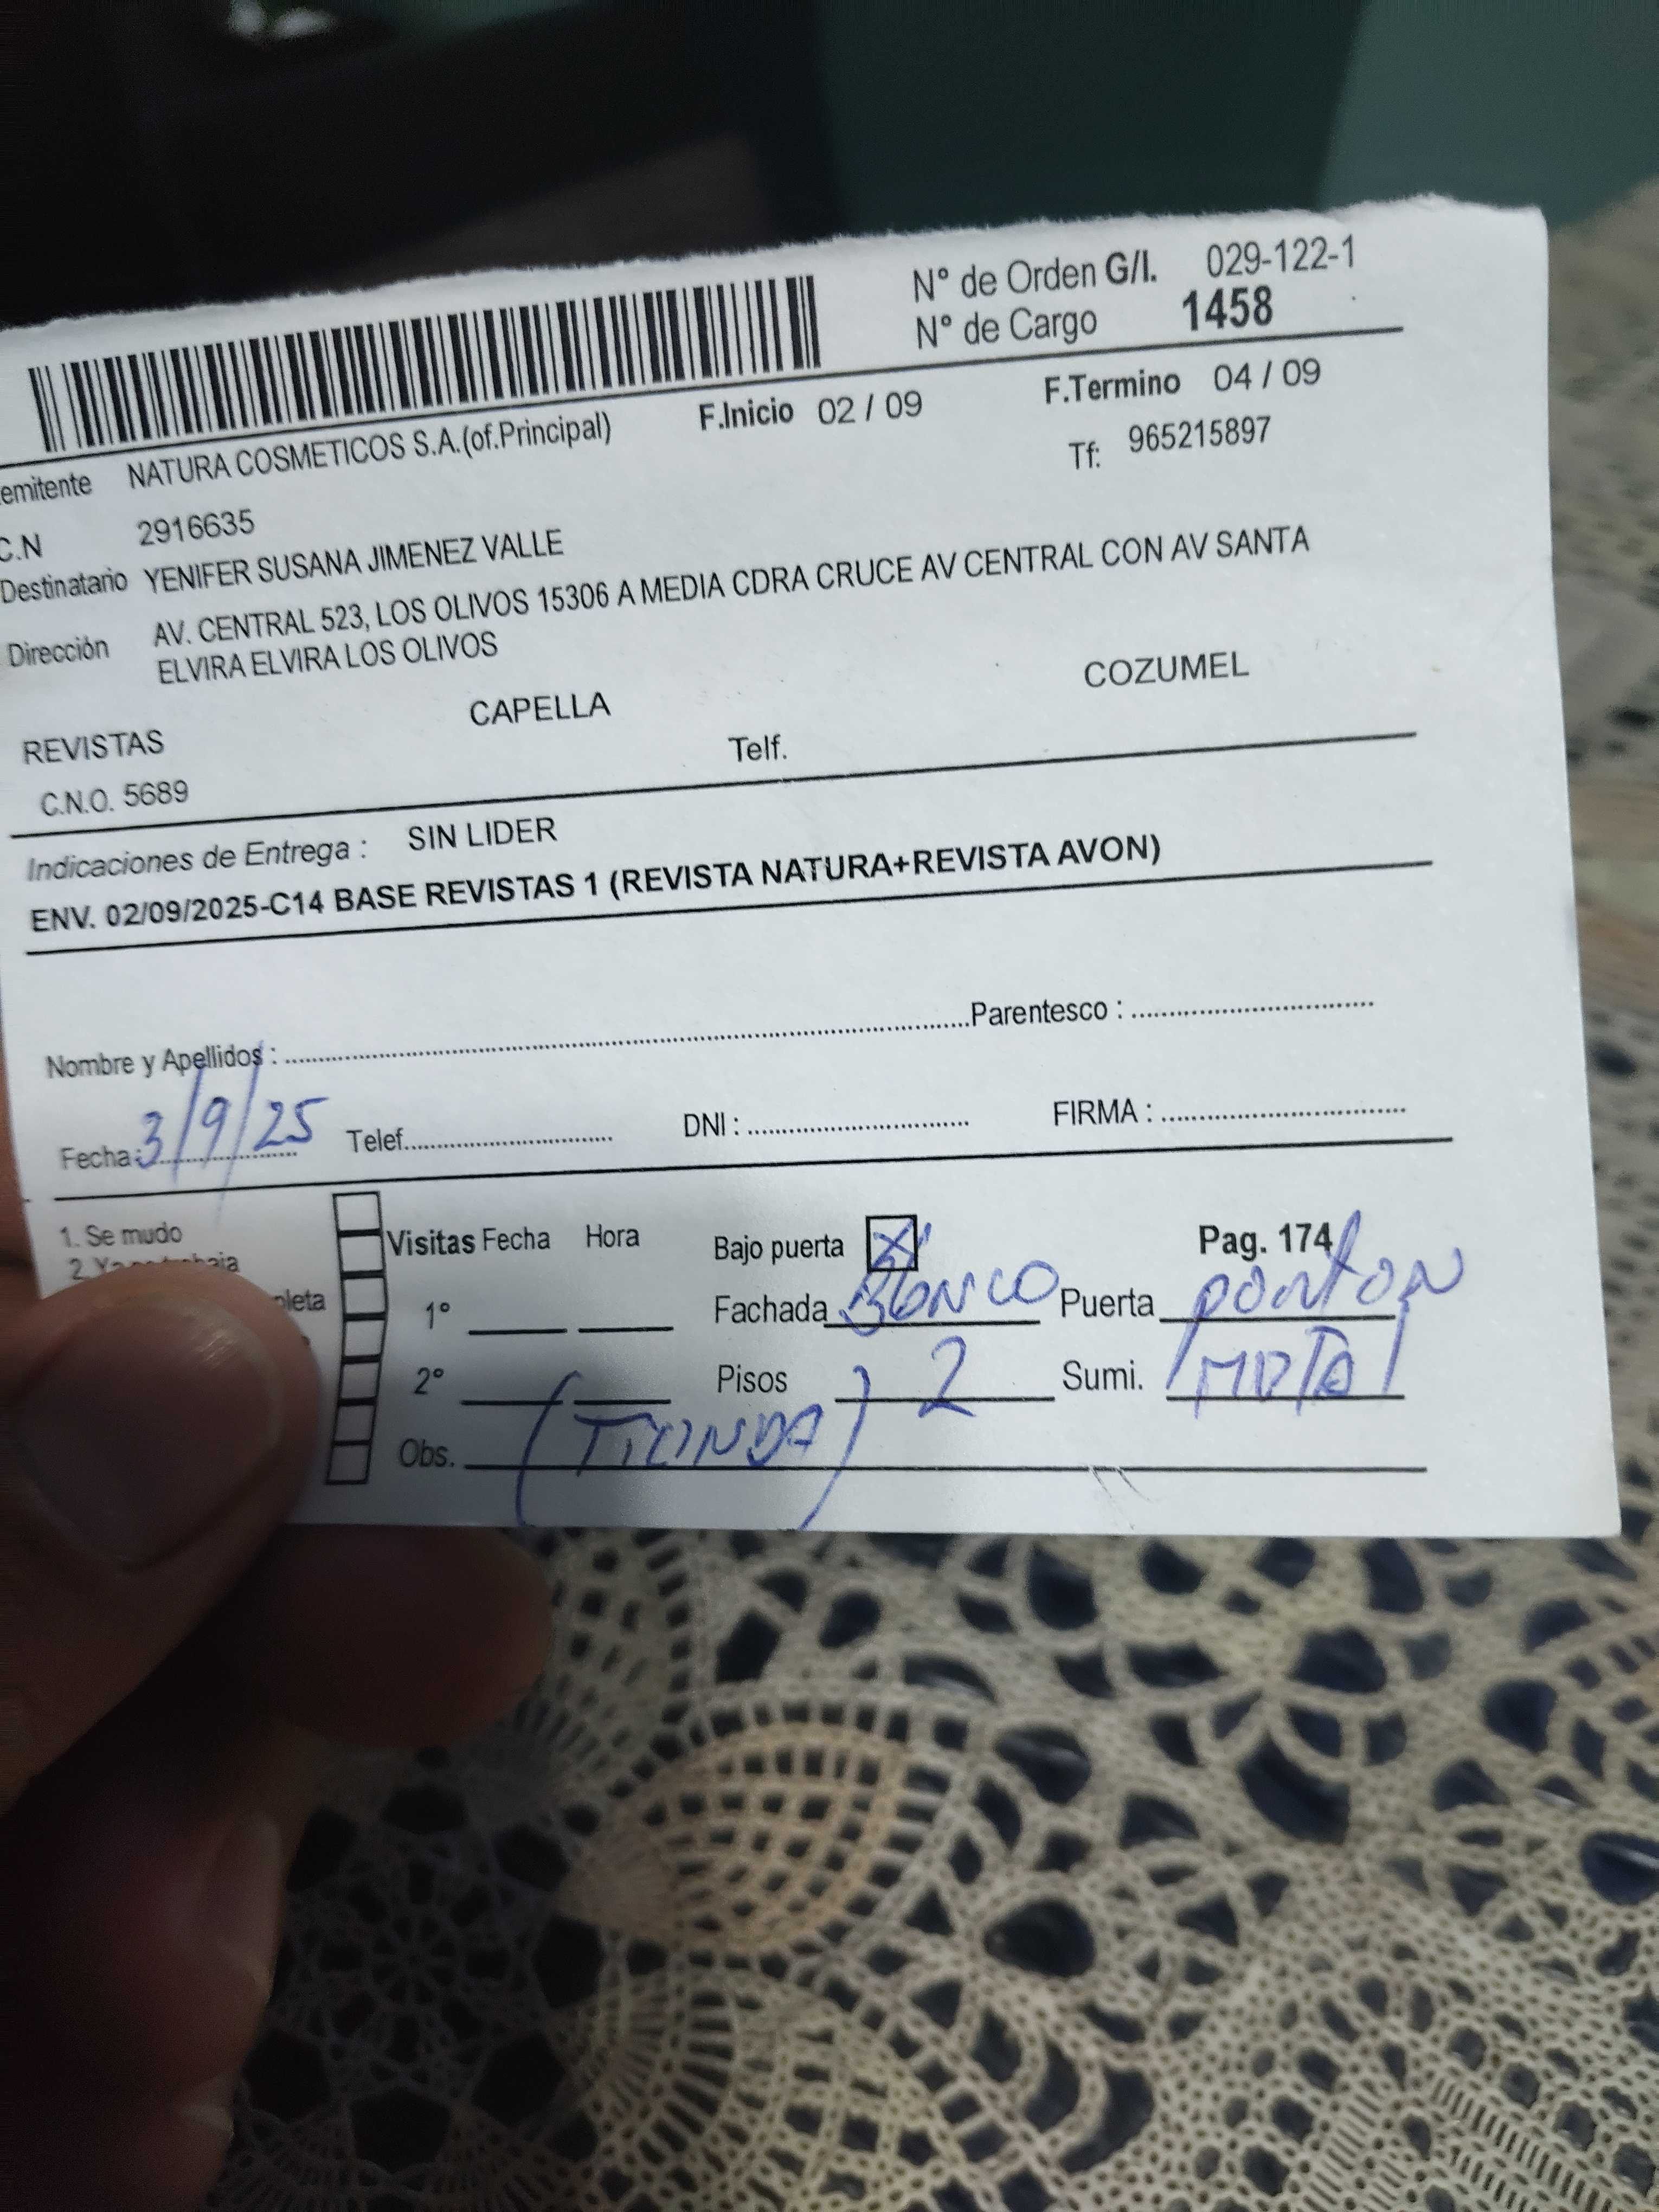 N° de Orden G/I. 029-122-1
N° de Cargo 1458
F.Inicio 02 / 09 F.Termino 04 / 09
emitente NATURA COSMETICOS S.A.(of.Principal) Tf: 965215897
C.N 2916635
Destinatario YENIFER SUSANA JIMENEZ VALLE
Dirección AV. CENTRAL 523, LOS OLIVOS 15306 A MEDIA CDRA CRUCE AV CENTRAL CON AV SANTA
ELVIRA ELVIRA LOS OLIVOS
REVISTAS CAPELLA COZUMEL
C.N.O. 5689 Telf.
Indicaciones de Entrega : SIN LIDER
ENV. 02/09/2025-C14 BASE REVISTAS 1 (REVISTA NATURA+REVISTA AVON)
Nombre y Apellidos : Parentesco :
Fecha: 3/9/25 Telef. DNI : FIRMA :
1. Se mudo Visitas Fecha Hora Bajo puerta X Pag. 174
2. Ya
pleta 1° Fachada Puerta PORTON
2° Pisos 2 Sumi.
Obs.